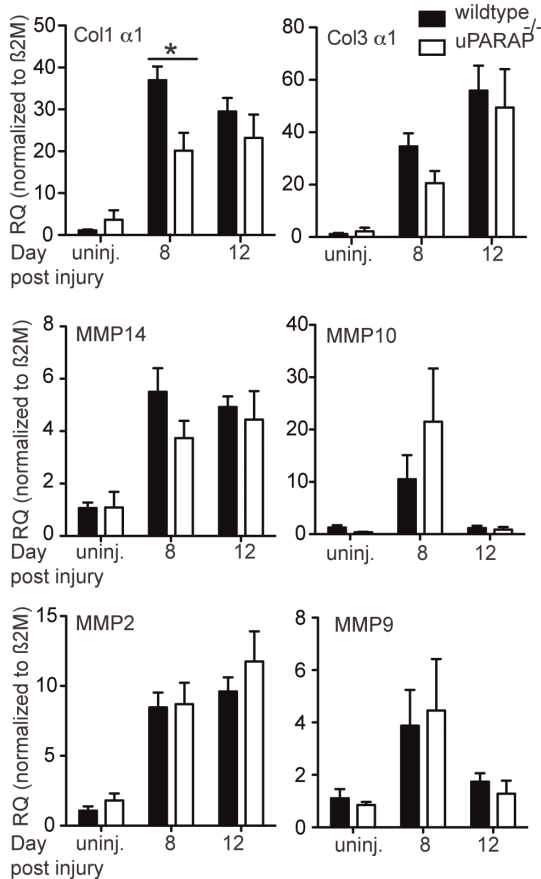 wildtype
uPARAP-/-
Col1 α1
*
Col3 α1
RQ (normalized to ß2M)
50
40
30
20
10
0
80
60
40
20
0
Day
post injury
uninj.
8
12
uninj.
8
12
MMP14
MMP10
RQ (normalized to ß2M)
8
6
4
2
0
40
30
20
10
0
Day
post injury
uninj.
8
12
uninj.
8
12
MMP2
MMP9
RQ (normalized to ß2M)
15
10
5
0
8
6
4
2
0
Day
post injury
uninj.
8
12
uninj.
8
12